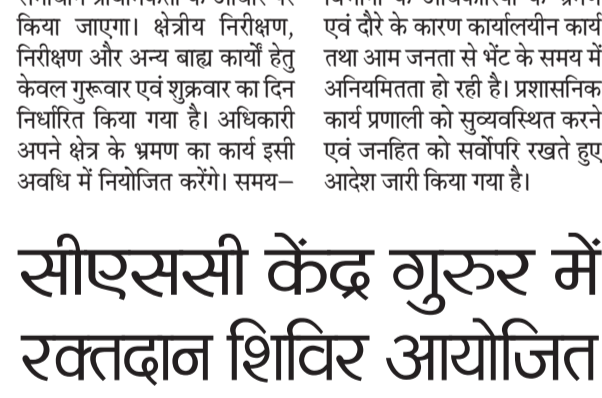 किया जाएगा। क्षेत्रीय निरीक्षण,
निरीक्षण और अन्य बाह्य कार्यों हेतु
केवल गुरूवार एवं शुक्रवार का दिन
निर्धारित किया गया है। अधिकारी
अपने क्षेत्र के भ्रमण का कार्य इसी
अवधि में नियोजित करेंगे। समय–
एवं दौरे के कारण कार्यालयीन कार्य
तथा आम जनता से भेंट के समय में
अनियमितता हो रही है। प्रशासनिक
कार्य प्रणाली को सुव्यवस्थित करने
एवं जनहित को सर्वोपरि रखते हुए
आदेश जारी किया गया है।
सीएससी केंद्र गुरुर में
रक्तदान शिविर आयोजित